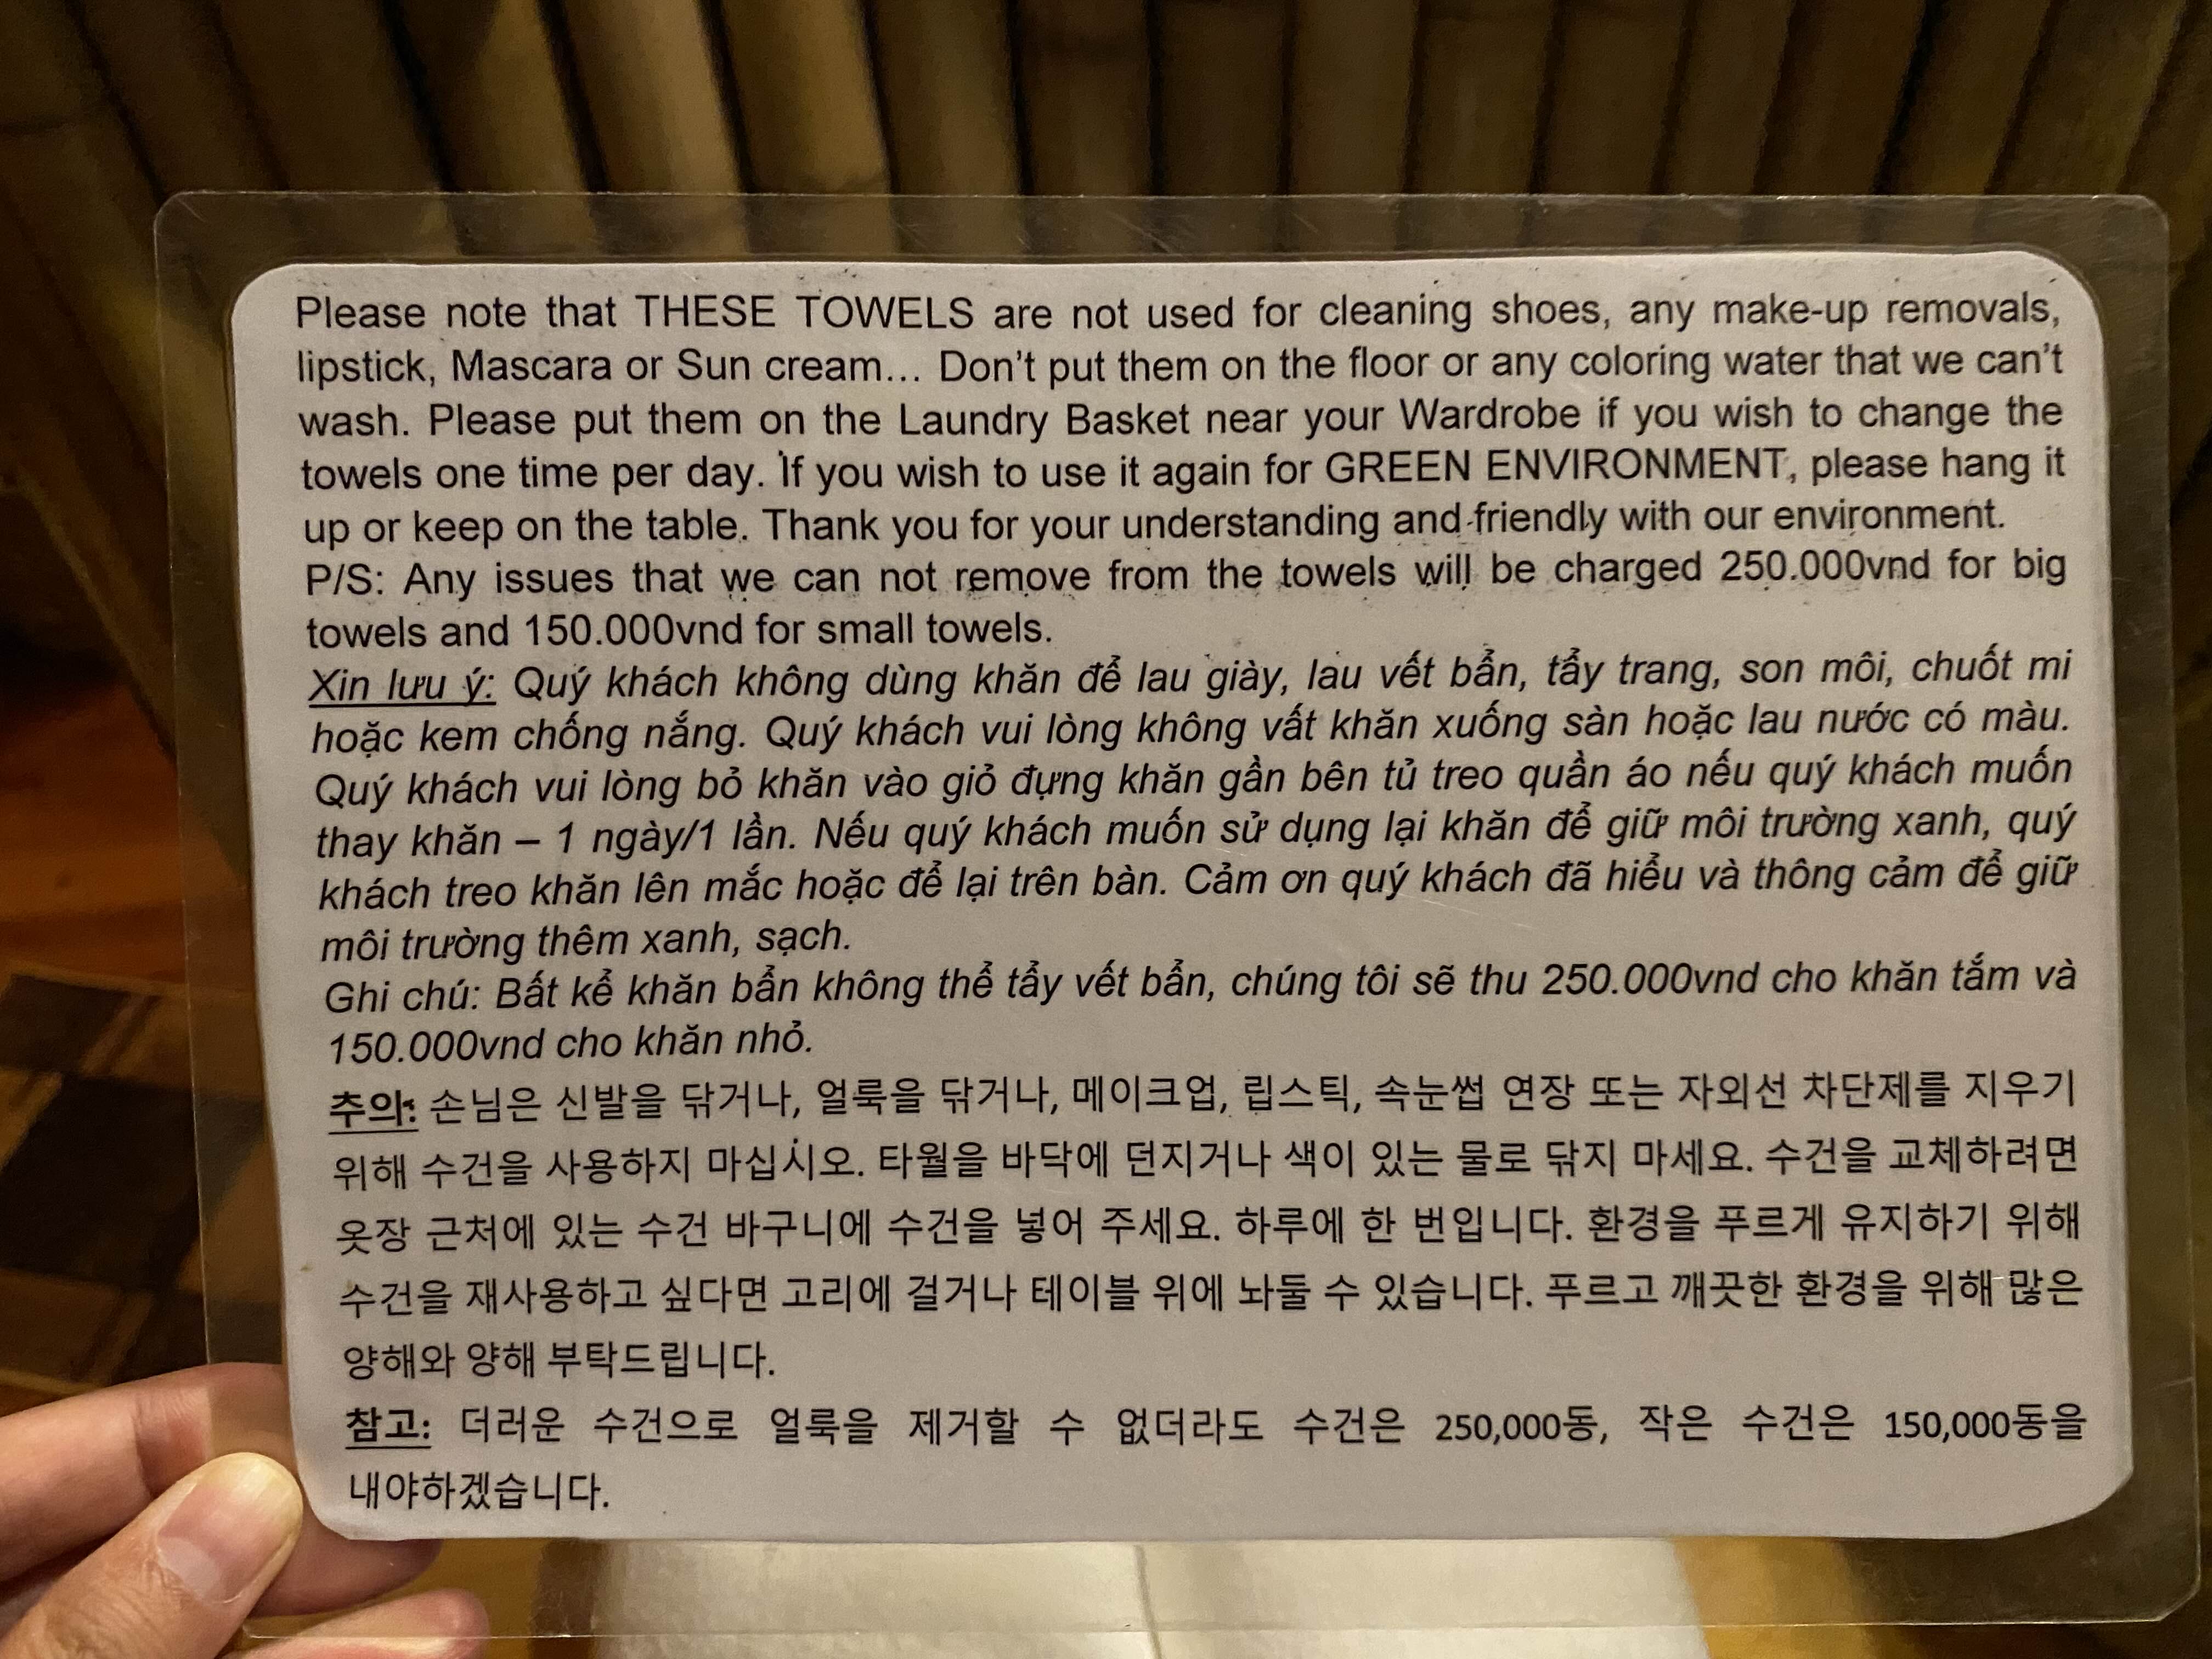 Please note that THESE TOWELS are not used for cleaning shoes, any make-up removals,
lipstick, Mascara or Sun cream... Don't put them on the floor or any coloring water that we can't
wash. Please put them on the Laundry Basket near your Wardrobe if you wish to change the
towels one time per day. If you wish to use it again for GREEN ENVIRONMENT, please hang it
up or keep on the table. Thank you for your understanding and friendly with our environment.
P/S: Any issues that we can not remove from the towels will be charged 250.000vnd for big
towels and 150.000vnd for small towels.
Xin lưu ý: Quý khách không dùng khăn để lau giày, lau vết bẩn, tẩy trang, son môi, chuốt mi
hoặc kem chống nắng. Quý khách vui lòng không vất khăn xuống sàn hoặc lau nước có màu.
Quý khách vui lòng bỏ khăn vào giỏ đựng khăn gần bên tủ treo quần áo nếu quý khách muốn
thay khăn – 1 ngày/1 lần. Nếu quý khách muốn sử dụng lại khăn để giữ môi trường xanh, quý
khách treo khăn lên mắc hoặc để lại trên bàn. Cảm ơn quý khách đã hiểu và thông cảm để giữ
môi trường thêm xanh, sạch.
Ghi chú: Bất kể khăn bẩn không thể tẩy vết bẩn, chúng tôi sẽ thu 250.000vnd cho khăn tắm và
150.000vnd cho khăn nhỏ.
추의: 손님은 신발을 닦거나, 얼룩을 닦거나, 메이크업, 립스틱, 속눈썹 연장 또는 자외선 차단제를 지우기
위해 수건을 사용하지 마십시오. 타월을 바닥에 던지거나 색이 있는 물로 닦지 마세요. 수건을 교체하려면
옷장 근처에 있는 수건 바구니에 수건을 넣어 주세요. 하루에 한 번입니다. 환경을 푸르게 유지하기 위해
수건을 재사용하고 싶다면 고리에 걸거나 테이블 위에 놔둘 수 있습니다. 푸르고 깨끗한 환경을 위해 많은
양해와 양해 부탁드립니다.
참고: 더러운 수건으로 얼룩을 제거할 수 없더라도 수건은 250,000동, 작은 수건은 150,000동을
내야하겠습니다.